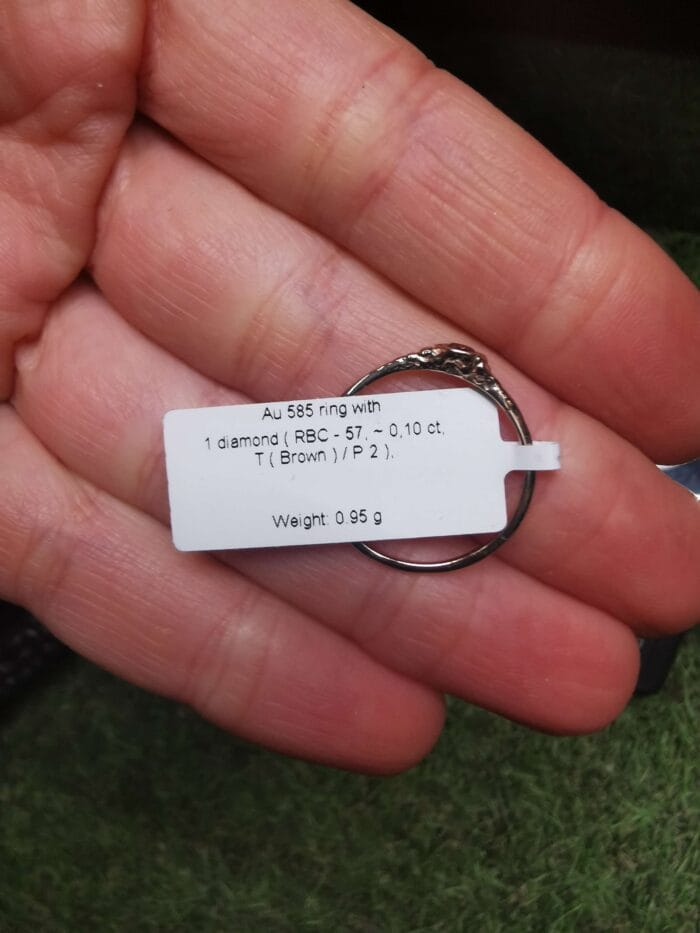 Au 585 ring with
1 diamond ( RBC - 57, ~ 0,10 ct,
T ( Brown ) / P 2 ),
Weight: 0.95 g